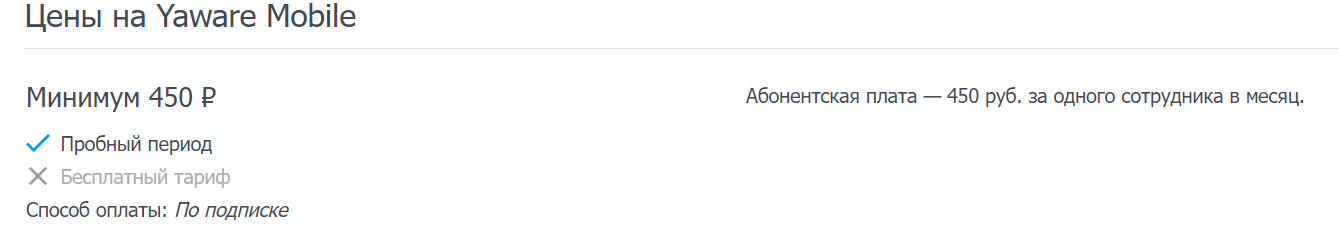 Цены на Yaware Mobile
Минимум 450 ₽
Абонентская плата — 450 руб. за одного сотрудника в месяц.
Пробный период
Бесплатный тариф
Способ оплаты: По подписке